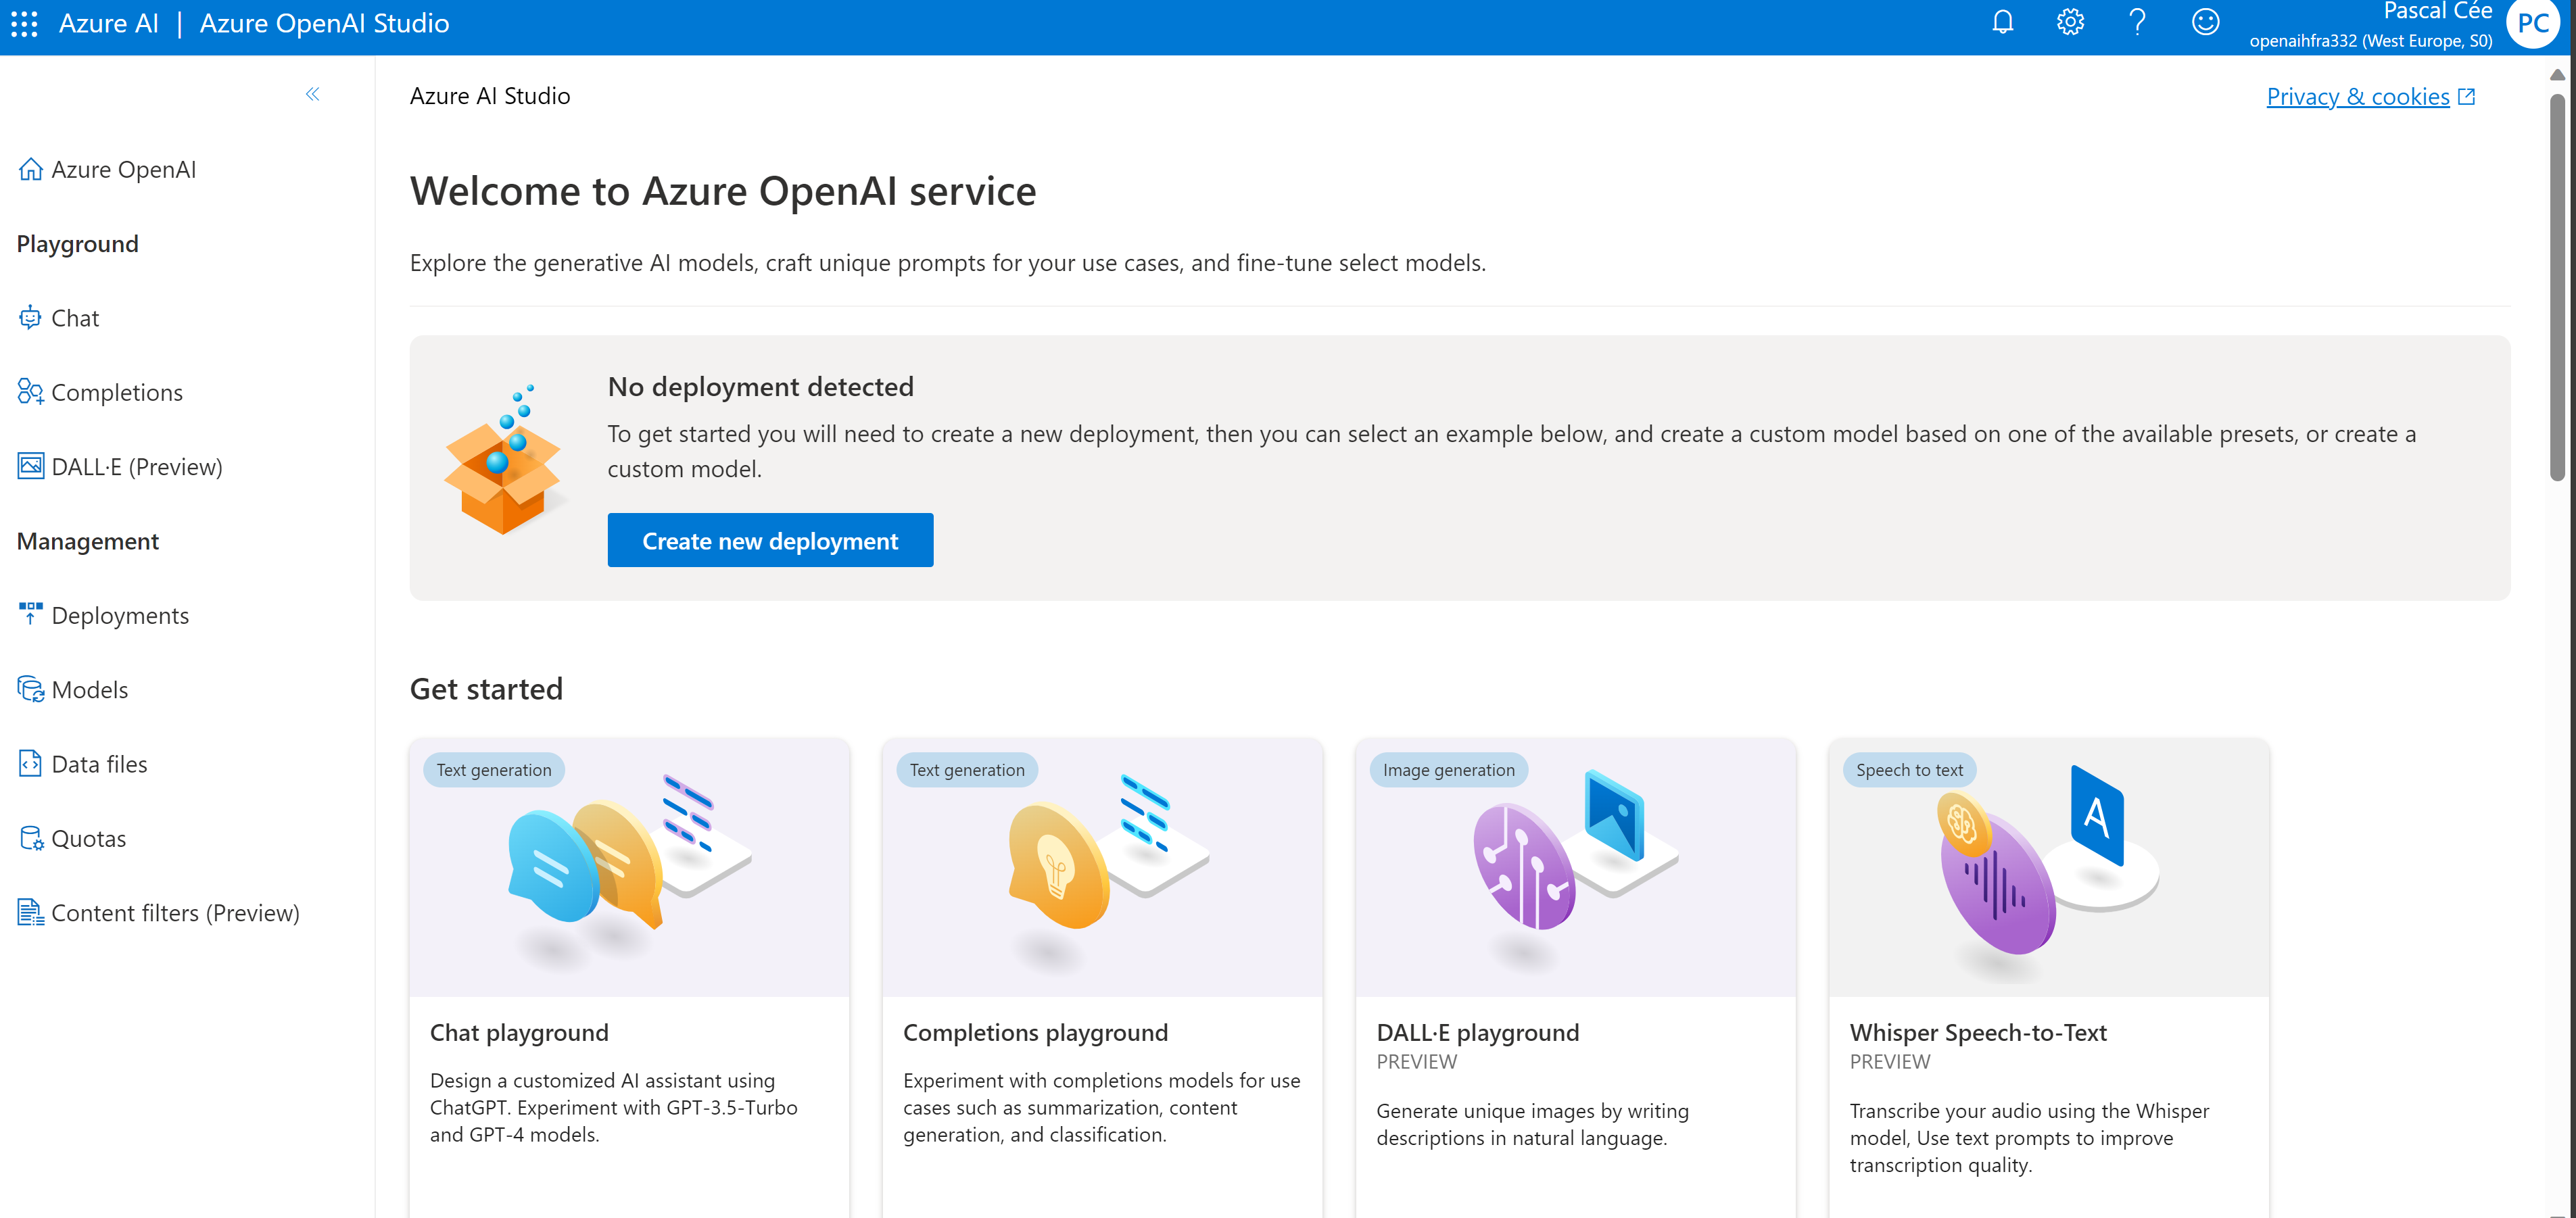 Azure AI | Azure OpenAI Studio
Pascal Cée
openaihfra332 (West Europe, S0)
PC
Azure OpenAI
Playground
Chat
Completions
DALL·E (Preview)
Management
Deployments
Models
Data files
Quotas
Content filters (Preview)
Azure AI Studio
Privacy & cookies
Welcome to Azure OpenAI service
Explore the generative AI models, craft unique prompts for your use cases, and fine-tune select models.
No deployment detected
To get started you will need to create a new deployment, then you can select an example below, and create a custom model based on one of the available presets, or create a
custom model.
Create new deployment
Get started
Text generation
Chat playground
Design a customized AI assistant using
ChatGPT. Experiment with GPT-3.5-Turbo
and GPT-4 models.
Text generation
Completions playground
Experiment with completions models for use
cases such as summarization, content
generation, and classification.
Image generation
DALL·E playground
PREVIEW
Generate unique images by writing
descriptions in natural language.
Speech to text
A
Whisper Speech-to-Text
PREVIEW
Transcribe your audio using the Whisper
model, Use text prompts to improve
transcription quality.